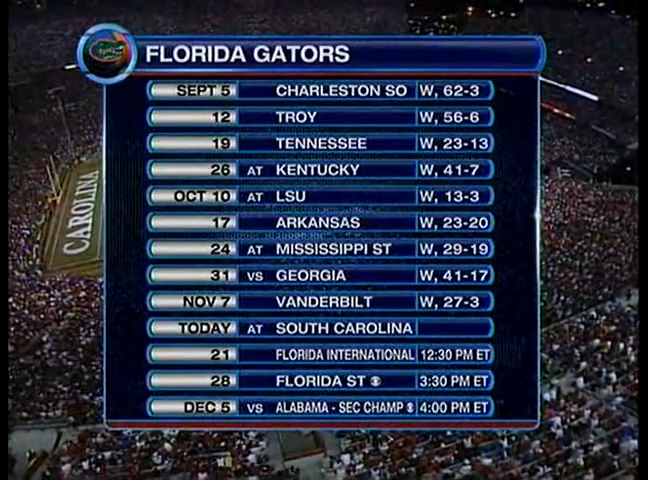 FLORIDA GATORS
SEPT 5 CHARLESTON SO W, 62-3
12 TROY W, 56-6
19 TENNESSEE W, 23-13
26 AT KENTUCKY W, 41-7
OCT 10 AT LSU W, 13-3
17 ARKANSAS W, 23-20
24 AT MISSISSIPPI ST W, 29-19
31 VS GEORGIA W, 41-17
NOV 7 VANDERBILT W, 27-3
TODAY AT SOUTH CAROLINA
21 FLORIDA INTERNATIONAL 12:30 PM ET
28 FLORIDA ST 3:30 PM ET
DEC 5 VS ALABAMA - SEC CHAMP 4:00 PM ET
CAROLINA